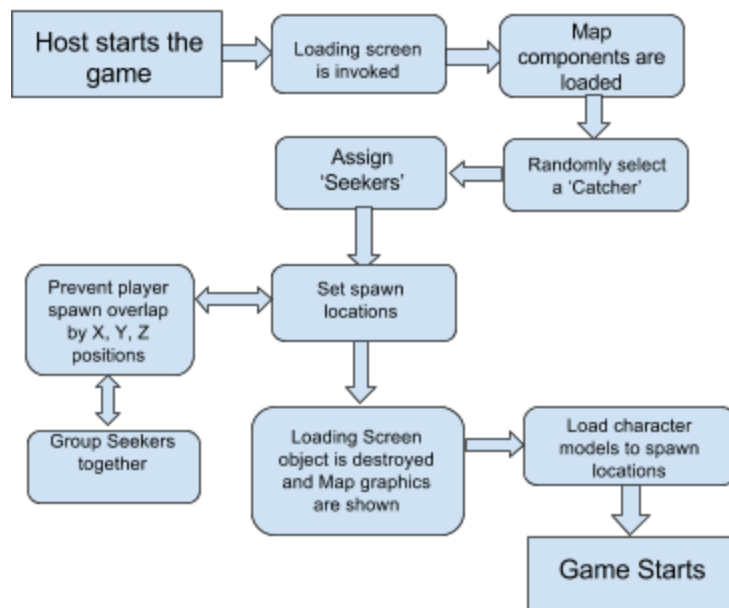 Host starts the
game
Loading screen
is invoked
Map
components are
loaded
Randomly select
a ‘Catcher’
Assign
‘Seekers’
Set spawn
locations
Prevent player
spawn overlap
by X, Y, Z
positions
Group Seekers
together
Loading Screen
object is destroyed
and Map graphics
are shown
Load character
models to spawn
locations
Game Starts